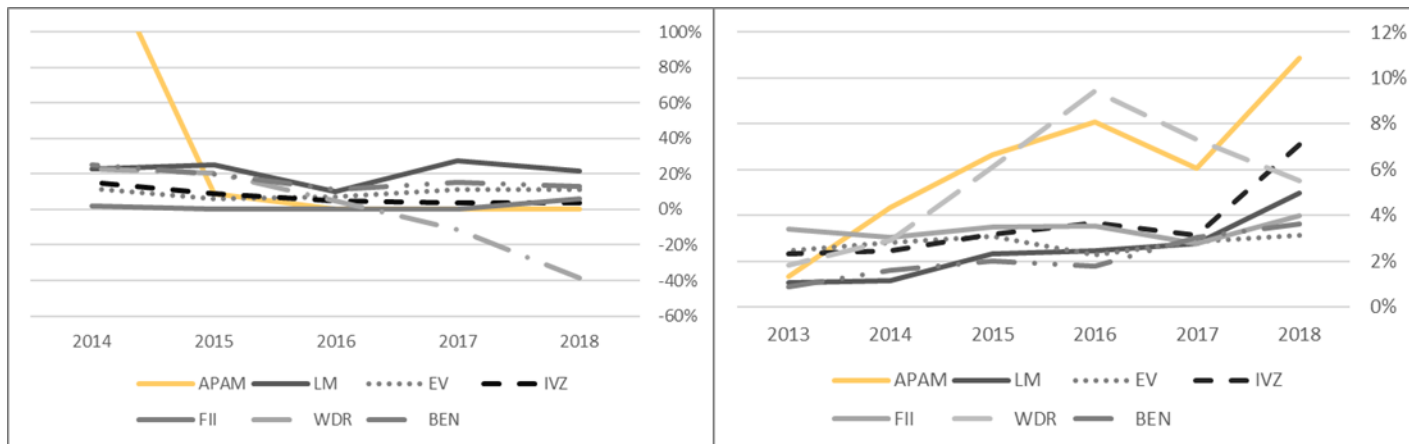 100%
80%
60%
40%
20%
0%
-20%
-40%
-60%
2014 2015 2016 2017 2018
APAM LM EV IVZ
FII WDR BEN
12%
10%
8%
6%
4%
2%
0%
2013 2014 2015 2016 2017 2018
APAM LM EV IVZ
FII WDR BEN